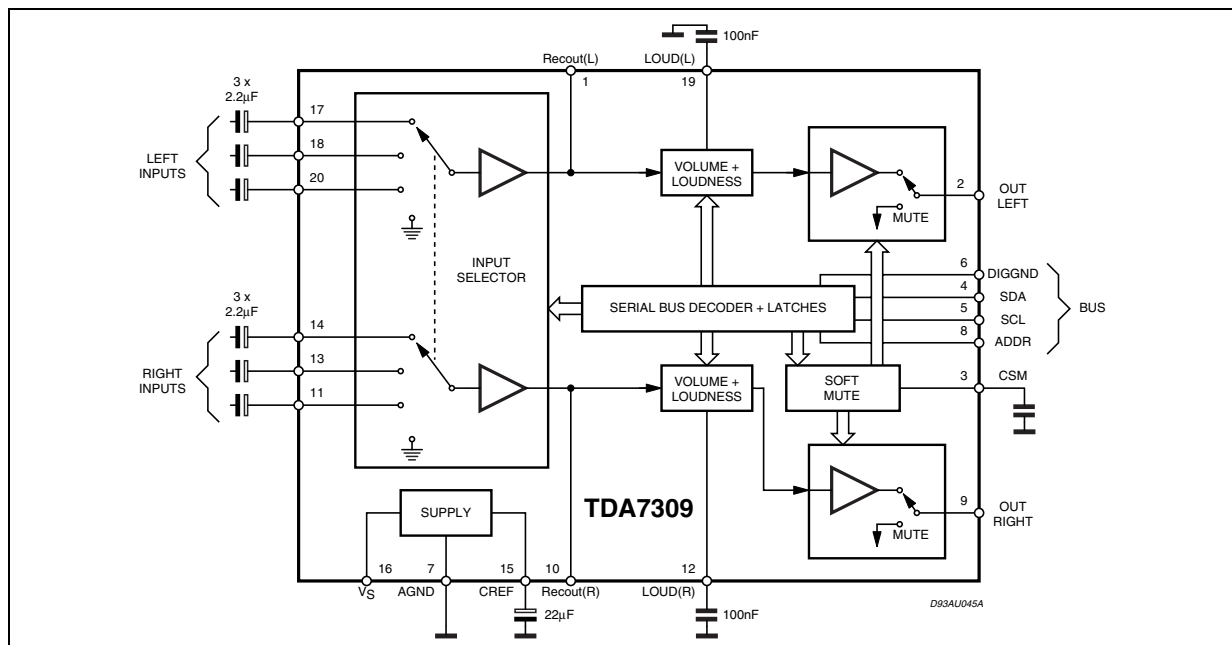 100nF
Recout(L)
LOUD(L)
1
19
3 x
2.2µF
17
18
20
LEFT
INPUTS
INPUT
SELECTOR
VOLUME +
LOUDNESS
MUTE
2
OUT
LEFT
6
DIGGND
4
SDA
5
SCL
8
ADDR
BUS
SERIAL BUS DECODER + LATCHES
3 x
2.2µF
14
13
11
RIGHT
INPUTS
VOLUME +
LOUDNESS
SOFT
MUTE
3
CSM
TDA7309
MUTE
9
OUT
RIGHT
SUPPLY
16
7
15
10
12
VS
AGND
CREF
Recout(R)
LOUD(R)
22µF
100nF
D93AU045A